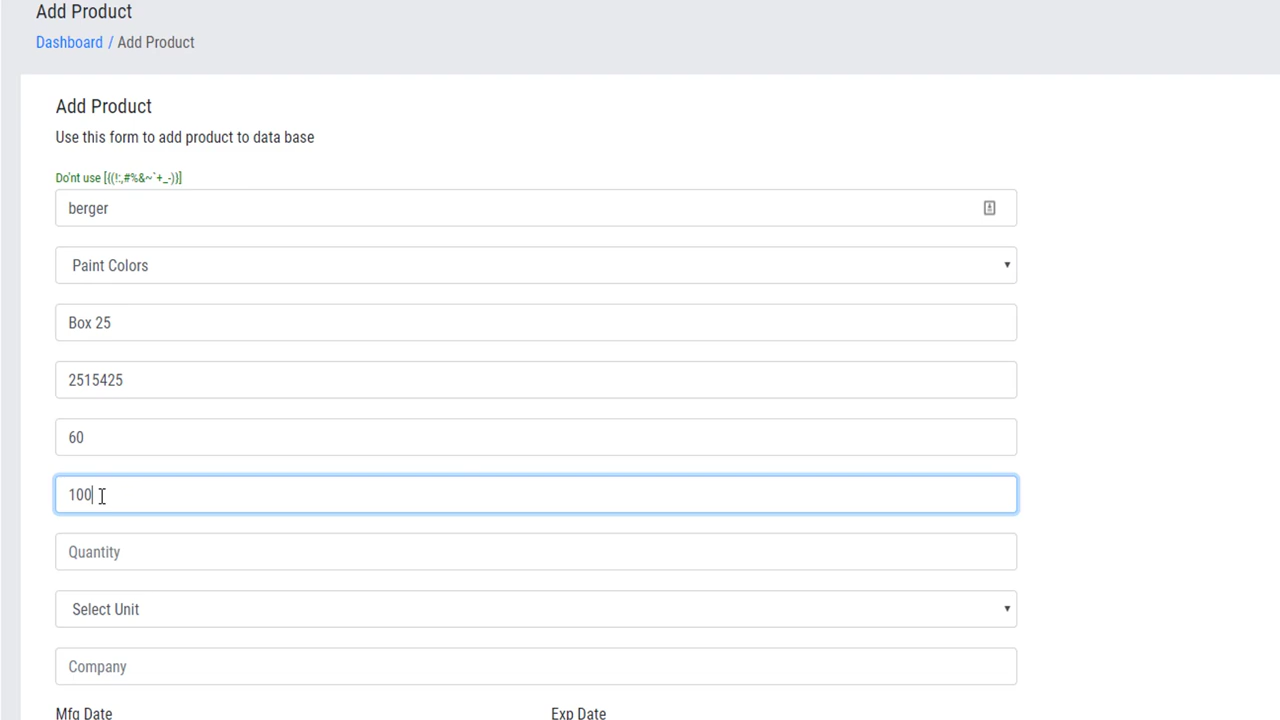 Add Product
Dashboard / Add Product
Add Product
Use this form to add product to data base
Do'nt use [{(!:,#%&~`+_-)}]
berger
Paint Colors
Box 25
2515425
60
100
Quantity
Select Unit
Company
Mfg Date Exp Date